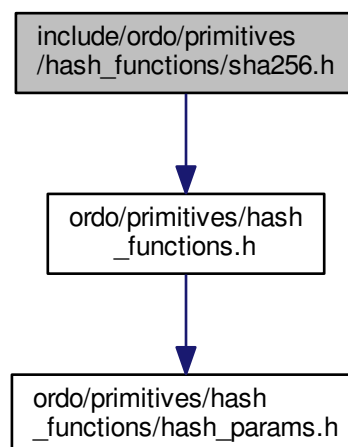 include/ordo/primitives
/hash_functions/sha256.h
ordo/primitives/hash
_functions.h
ordo/primitives/hash
_functions/hash_params.h